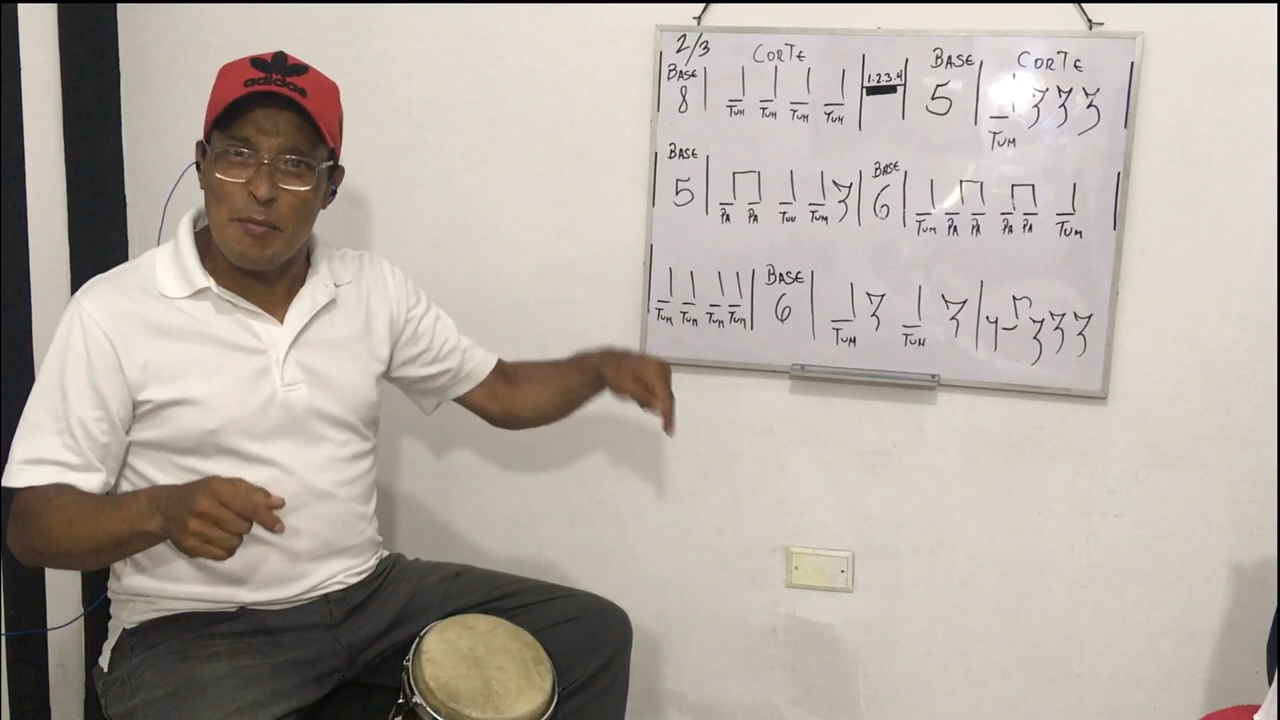 adidas
2/3 CORTE BASE CORTE
BASE
8 1.2.3.4 5
TUM TUM TUM TUM TUM
BASE BASE
5 6
PA PA TUM TUM TUM PA PA PA PA TUM
BASE
TUM TUM TUM TUM 6 TUM TUM